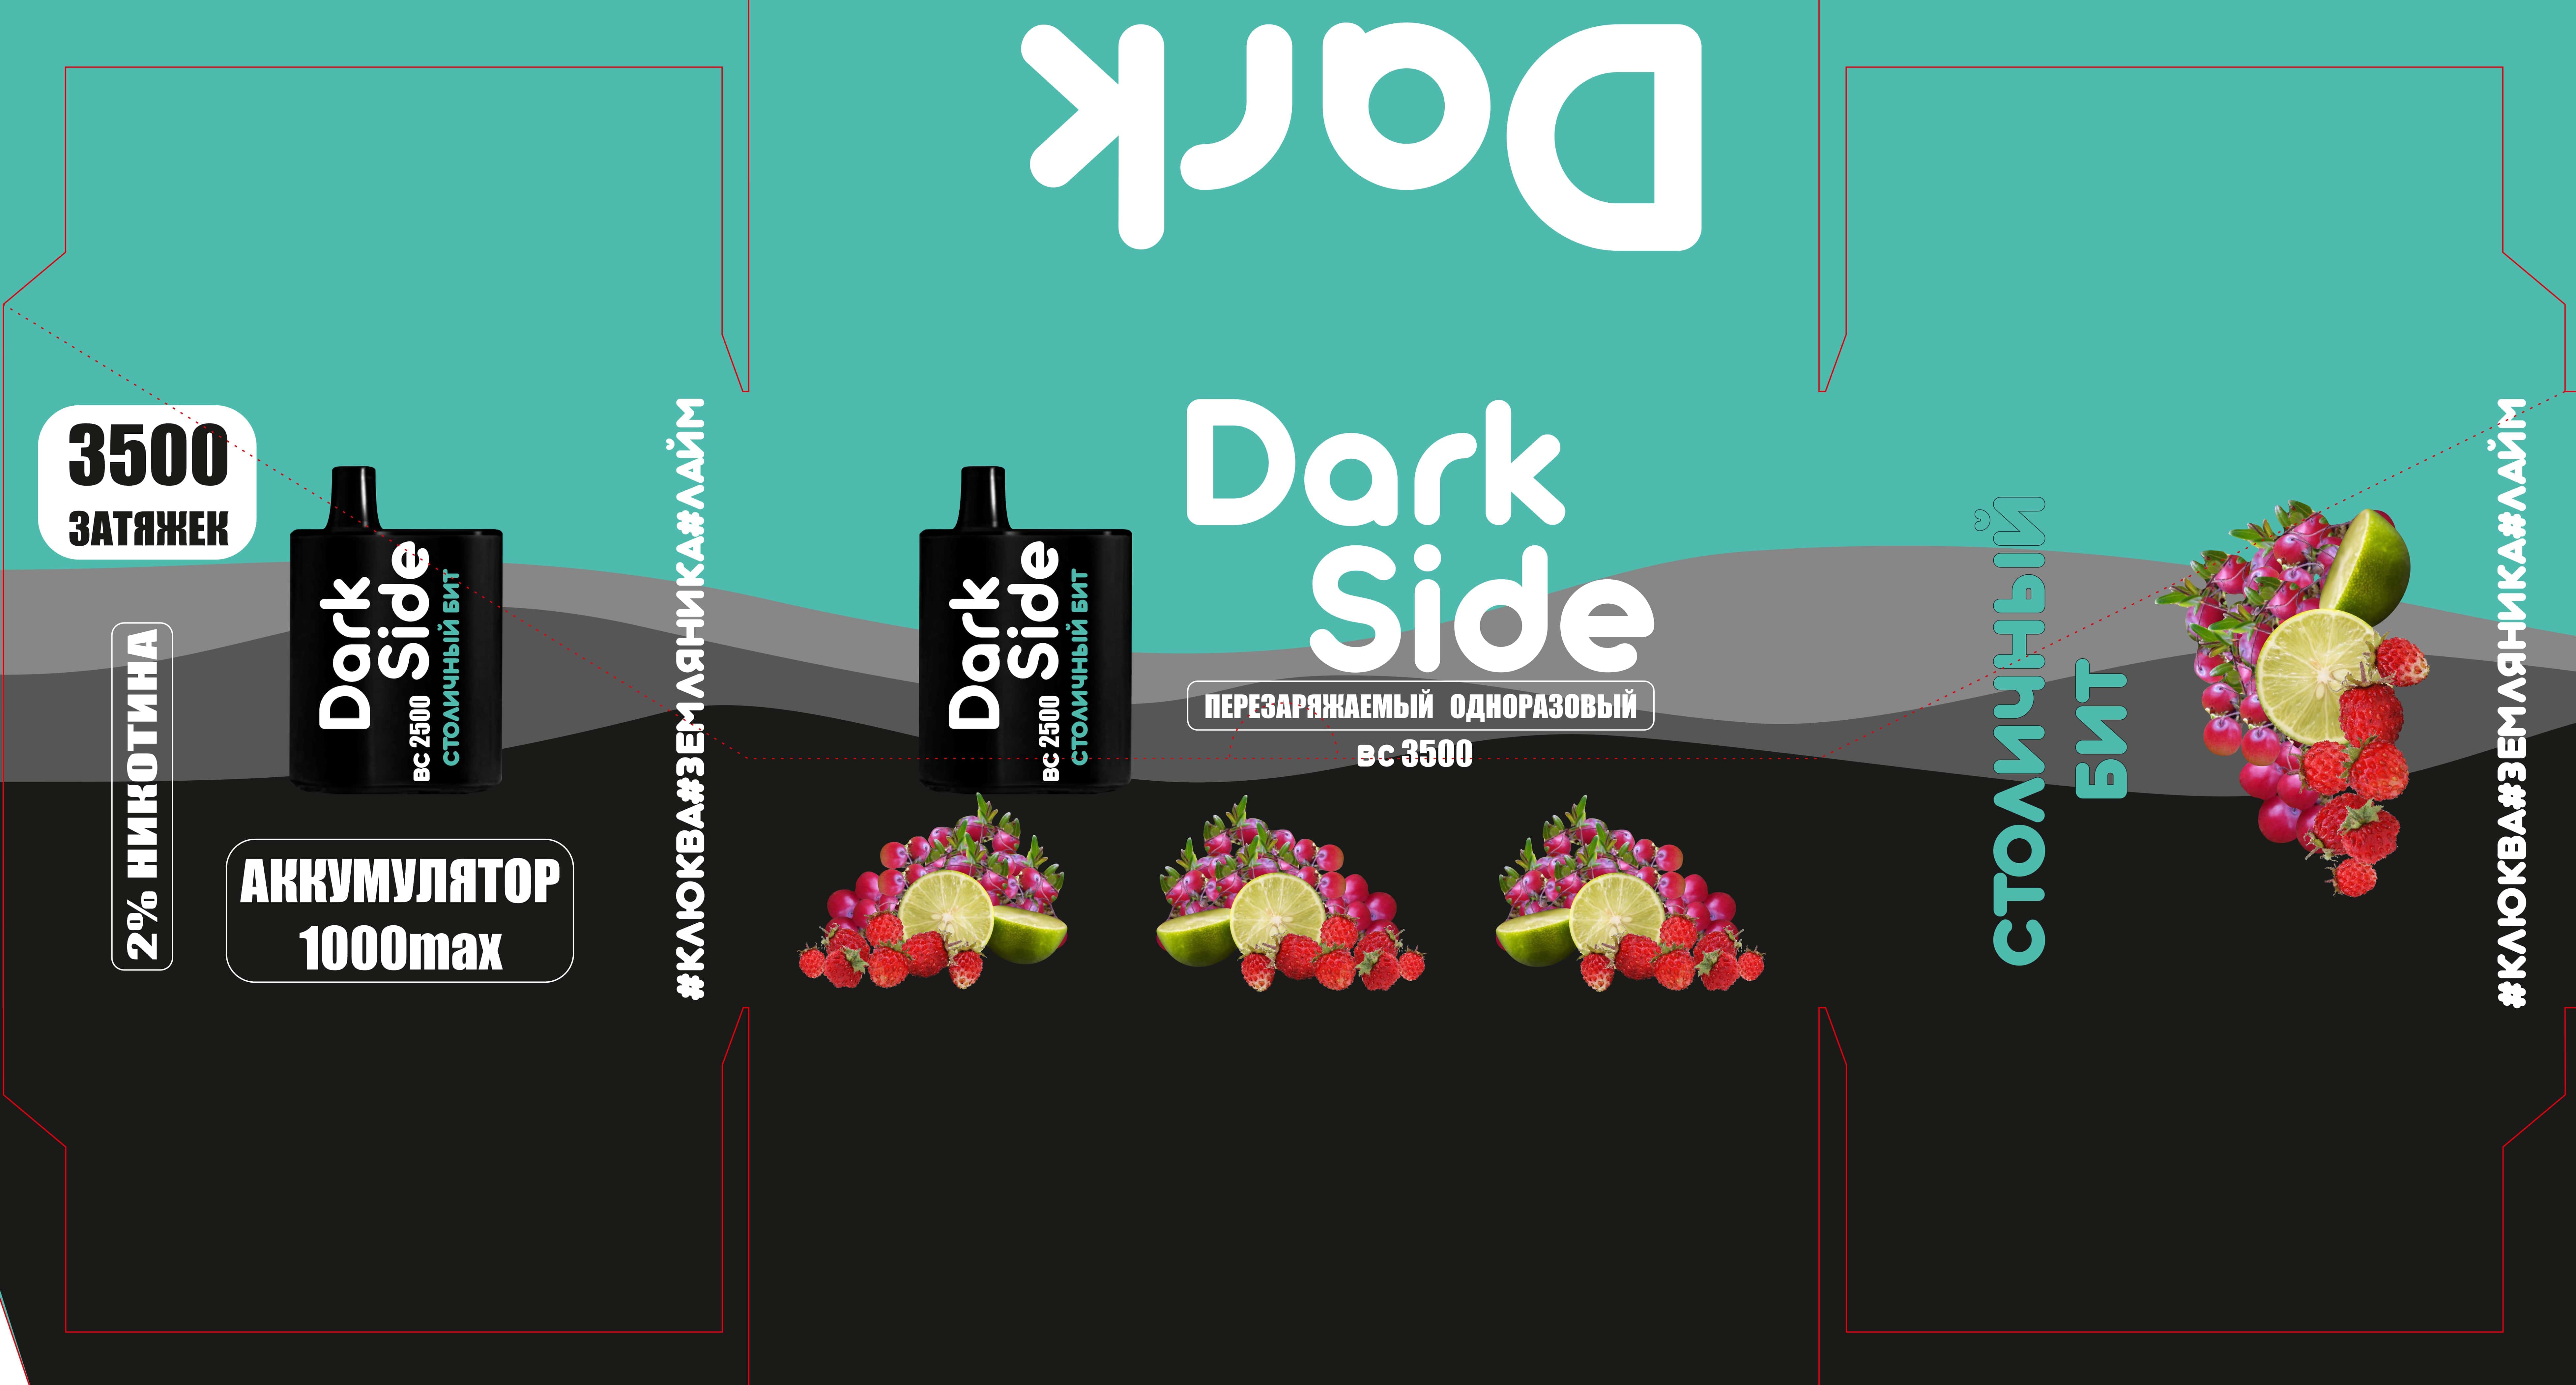 Dark
3500
ЗАТЯЖЕК
2% НИКОТИНА
Dark
Side
вс 2500
СТОЛИЧНЫЙ БИТ
АККУМУЛЯТОР
1000max
#КЛЮКВА#ЗЕМЛЯНИКА#ЛАЙМ
Dark
Side
вс 2500
СТОЛИЧНЫЙ БИТ
Dark
Side
ПЕРЕЗАРЯЖАЕМЫЙ ОДНОРАЗОВЫЙ
вс 3500
СТОЛИЧНЫЙ
БИТ
#КЛЮКВА#ЗЕМЛЯНИКА#ЛАЙМ